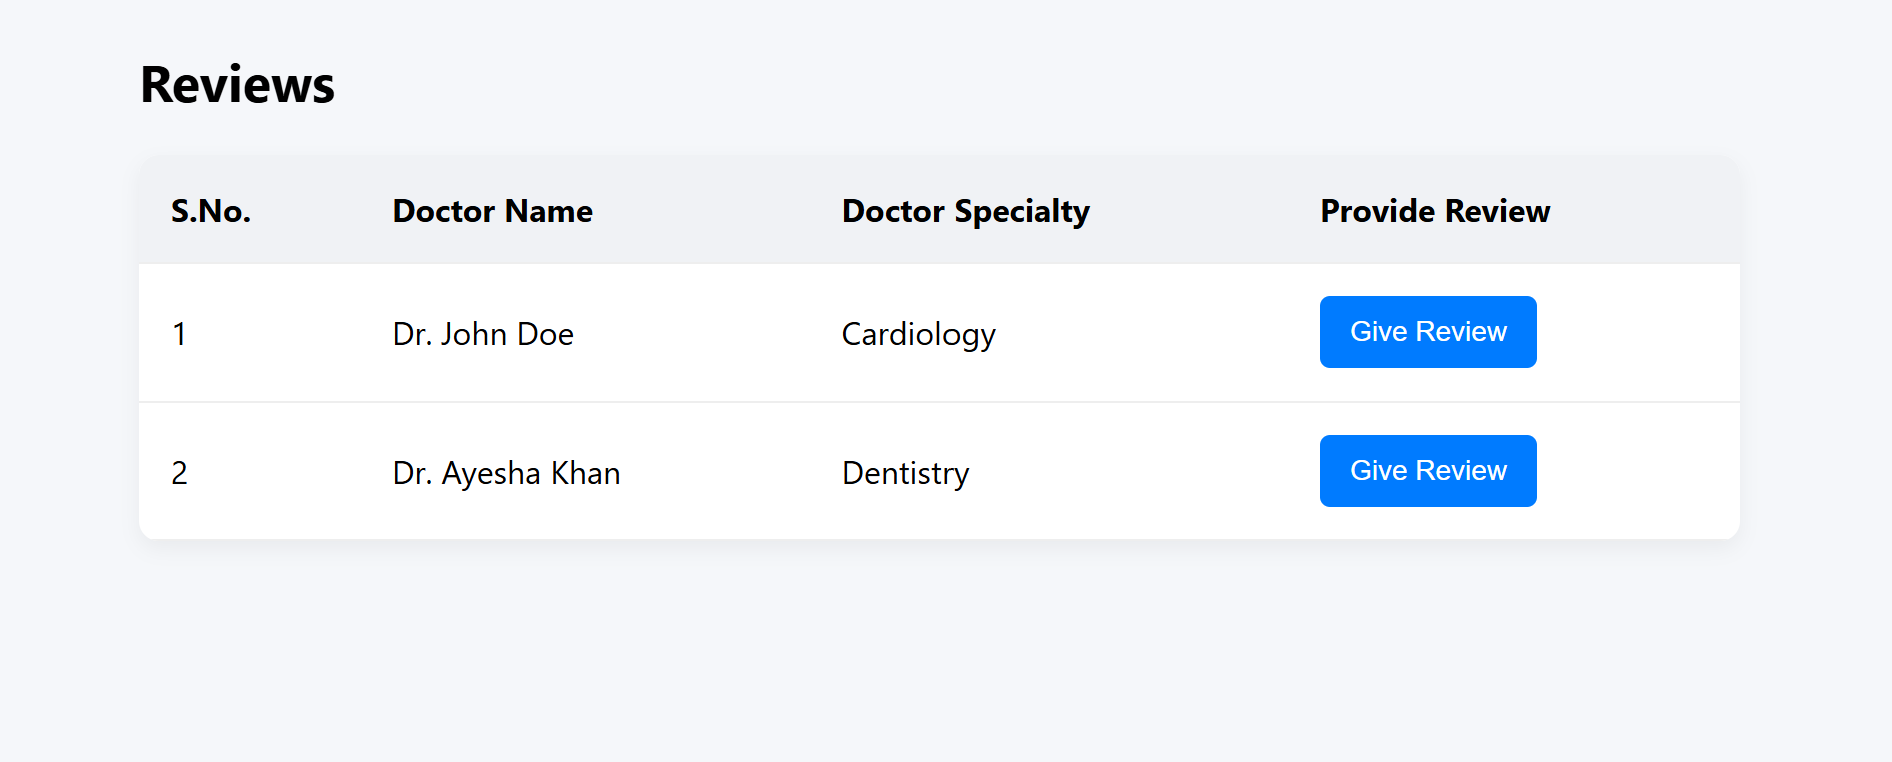 Reviews
S.No. Doctor Name Doctor Specialty Provide Review
1 Dr. John Doe Cardiology Give Review
2 Dr. Ayesha Khan Dentistry Give Review